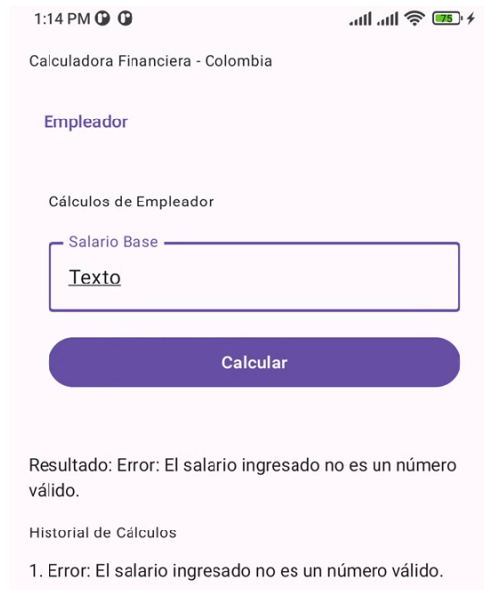 1:14 PM
75
Calculadora Financiera - Colombia
Empleador
Cálculos de Empleador
Salario Base
Texto
Calcular
Resultado: Error: El salario ingresado no es un número
válido.
Historial de Cálculos
1. Error: El salario ingresado no es un número válido.